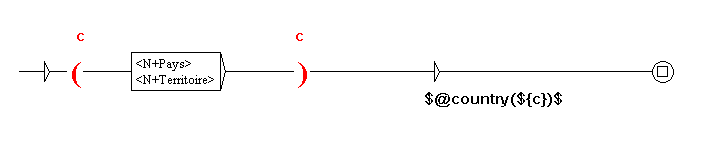 c c
( <N+Pays> )
<N+Territoire>
$@country(${c})$